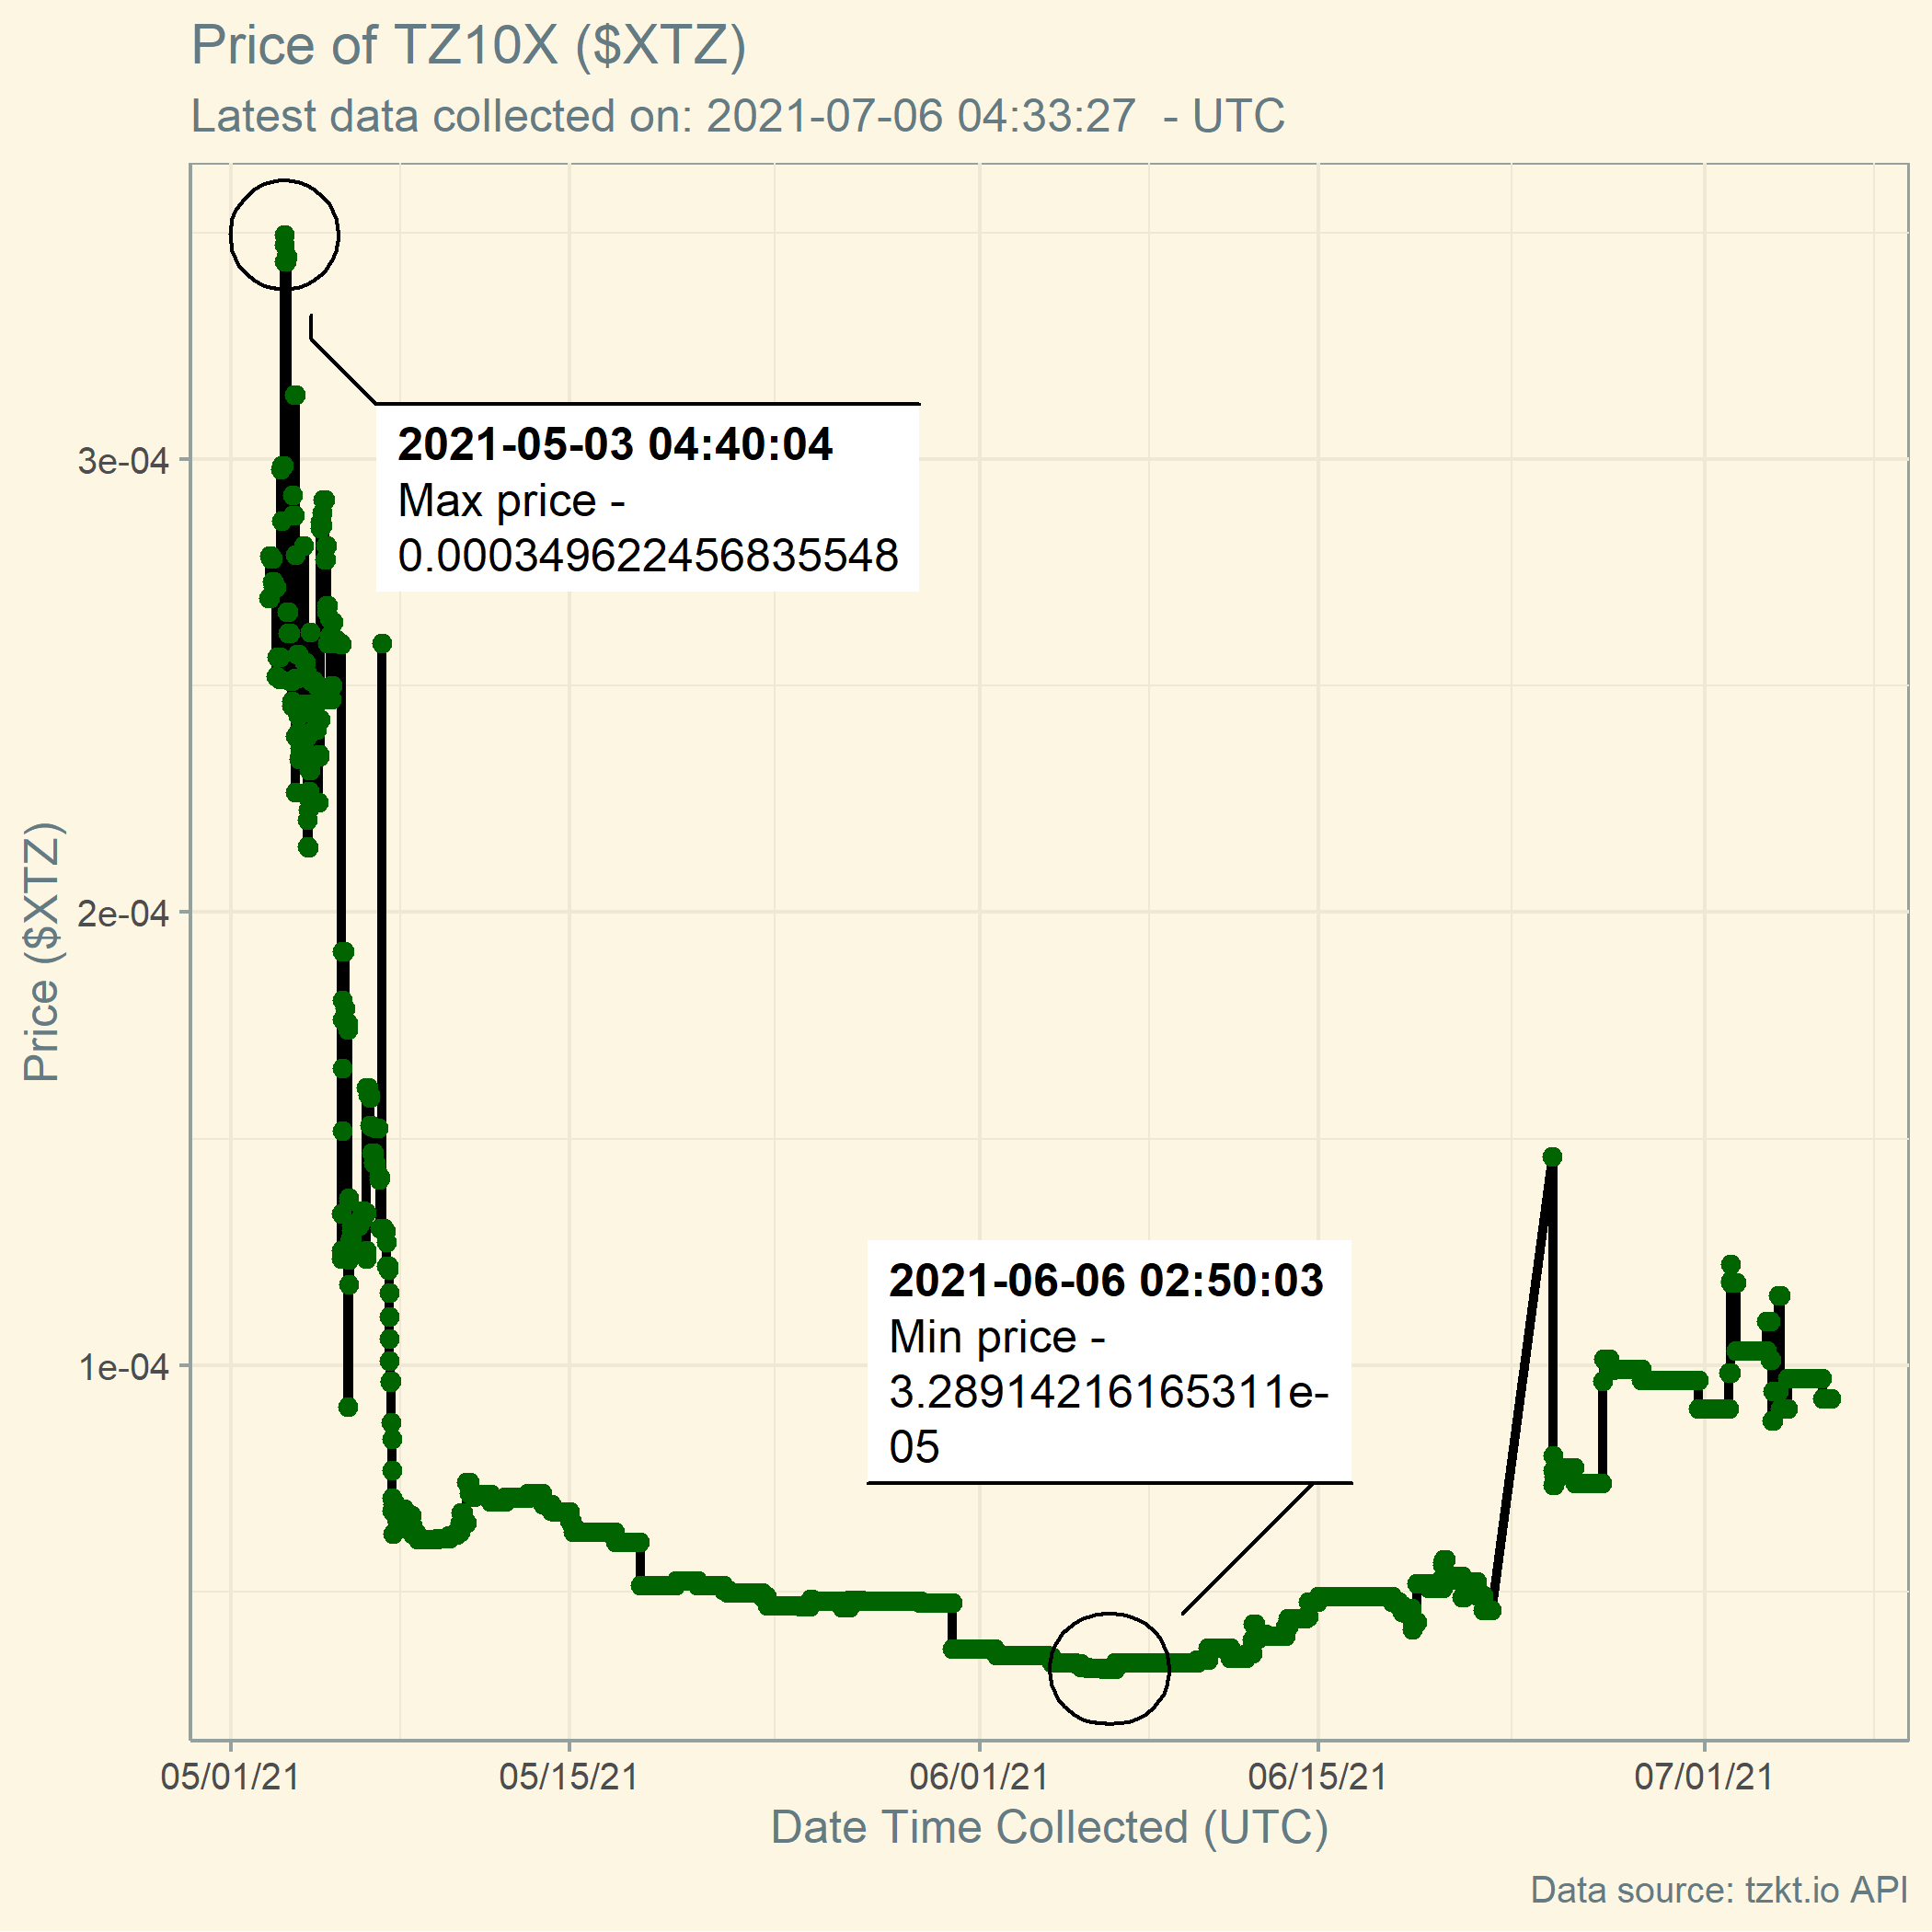 Price of TZ10X ($XTZ)
Latest data collected on: 2021-07-06 04:33:27  - UTC
2021-05-03 04:40:04
Max price -
0.000349622456835548
3e-04
2e-04
1e-04
Price ($XTZ)
2021-06-06 02:50:03
Min price -
3.28914216165311e-
05
05/01/21
05/15/21
06/01/21
06/15/21
07/01/21
Date Time Collected (UTC)
Data source: tzkt.io API